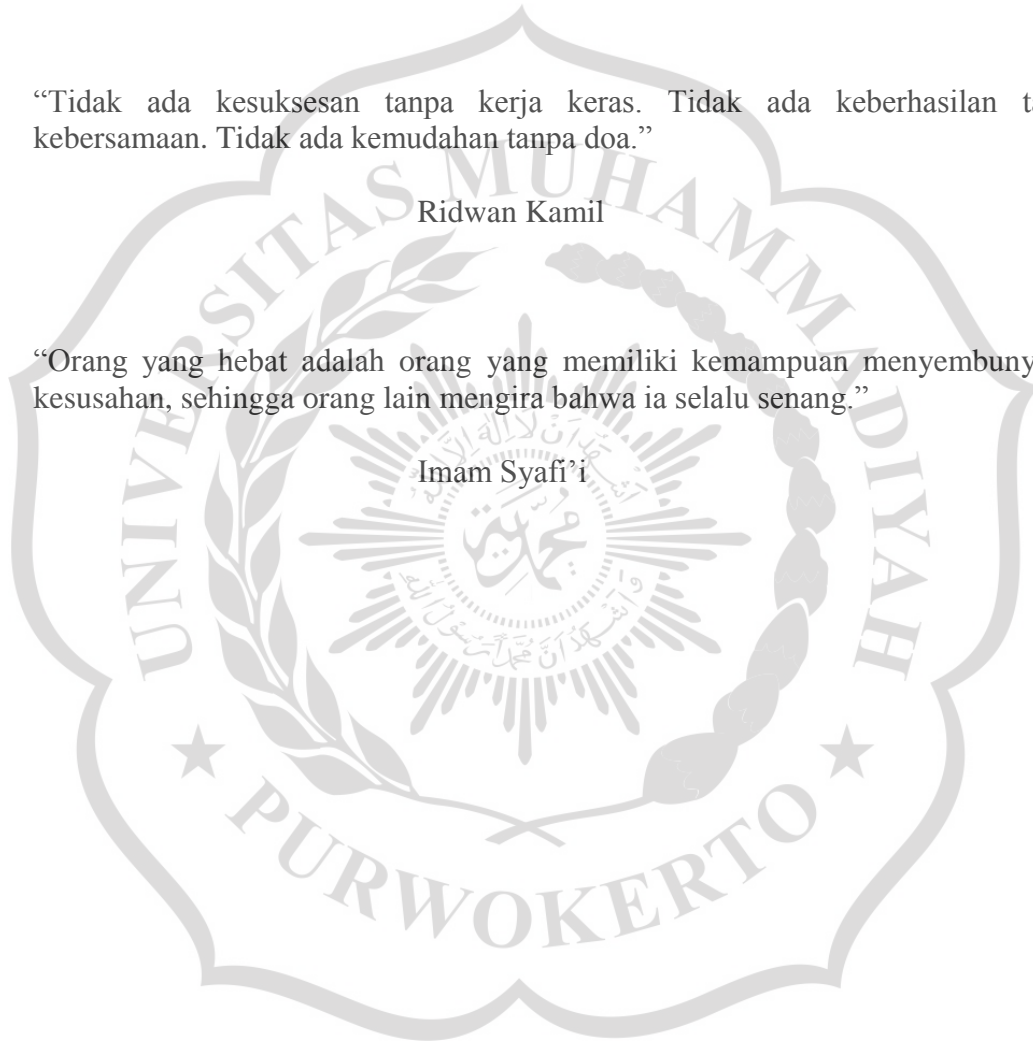 “Tidak ada kesuksesan tanpa kerja keras. Tidak ada keberhasilan ta
kebersamaan. Tidak ada kemudahan tanpa doa.”
Ridwan Kamil
“Orang yang hebat adalah orang yang memiliki kemampuan menyembuny
kesusahan, sehingga orang lain mengira bahwa ia selalu senang.”
Imam Syafi’i
UNIVERSITAS MUHAMMADIYAH
PURWOKERTO
محمدية